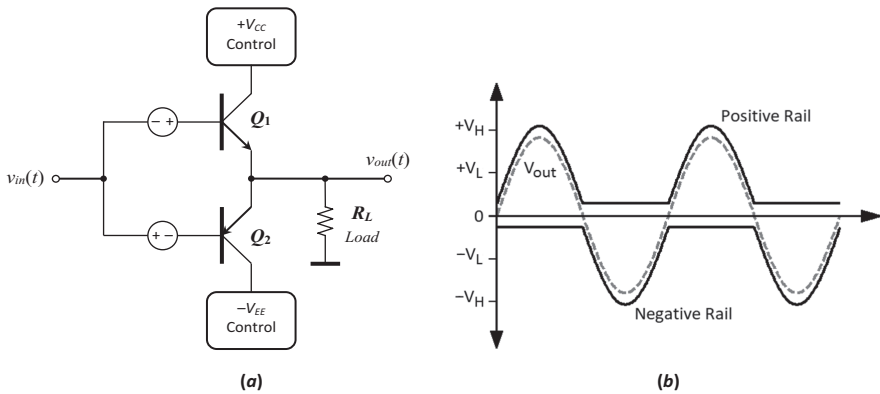 +VCC
Control
− +
Q1
vin(t)
vout(t)
+ −
Q2
RL
Load
−VEE
Control
(a)
+VH
+VL
0
−VL
−VH
Positive Rail
Vout
Negative Rail
(b)